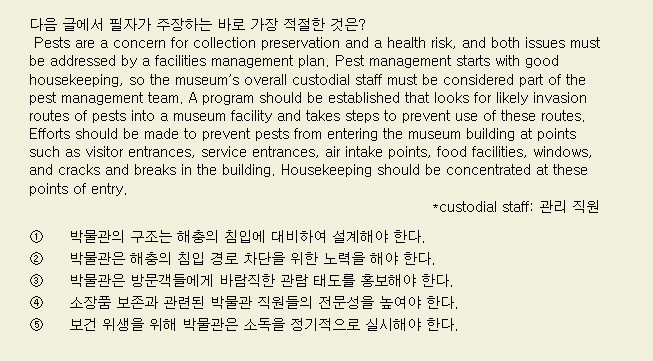 다음 글에서 필자가 주장하는 바로 가장 적절한 것은?
Pests are a concern for collection preservation and a health risk, and both issues must
be addressed by a facilities management plan. Pest management starts with good
housekeeping, so the museum's overall custodial staff must be considered part of the
pest management team. A program should be established that looks for likely invasion
routes of pests into a museum facility and takes steps to prevent use of these routes.
Efforts should be made to prevent pests from entering the museum building at points
such as visitor entrances, service entrances, air intake points, food facilities, windows,
and cracks and breaks in the building. Housekeeping should be concentrated at these
points of entry.
*custodial staff: 관리 직원
① 박물관의 구조는 해충의 침입에 대비하여 설계해야 한다.
② 박물관은 해충의 침입 경로 차단을 위한 노력을 해야 한다.
③ 박물관은 방문객들에게 바람직한 관람 태도를 홍보해야 한다.
④ 소장품 보존과 관련된 박물관 직원들의 전문성을 높여야 한다.
⑤ 보건 위생을 위해 박물관은 소독을 정기적으로 실시해야 한다.